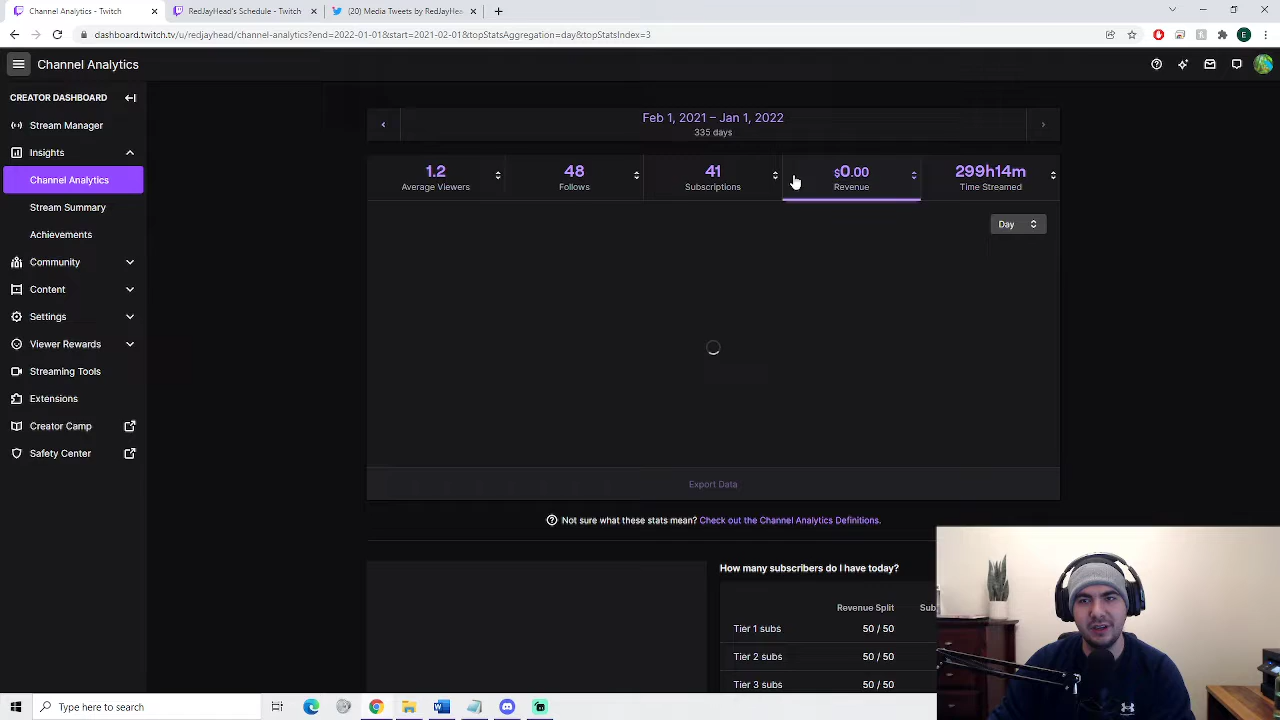 Channel Analytics - Twitch
RedJayHead's Schedule - Twitch
(20) Media Tweets by RedJayHea
dashboard.twitch.tv/u/redjayhead/channel-analytics?end=2022-01-01&start=2021-02-01&topStatsAggregation=day&topStatsIndex=3
E
Channel Analytics
CREATOR DASHBOARD
Stream Manager
Insights
Channel Analytics
Stream Summary
Achievements
Community
Content
Settings
Viewer Rewards
Streaming Tools
Extensions
Creator Camp
Safety Center
Feb 1, 2021 – Jan 1, 2022
335 days
1.2
Average Viewers
48
Follows
41
Subscriptions
$0.00
Revenue
299h14m
Time Streamed
Day
Export Data
Not sure what these stats mean? Check out the Channel Analytics Definitions.
How many subscribers do I have today?
Revenue Split
Sub
Tier 1 subs
50 / 50
Tier 2 subs
50 / 50
Tier 3 subs
50 / 50
Type here to search